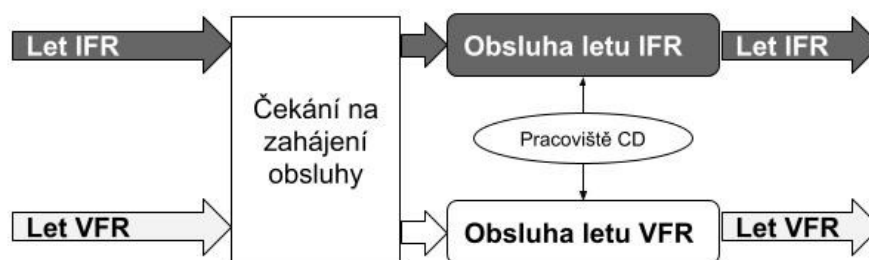 Let IFR
Obsluha letu IFR
Let IFR
Čekání na
zahájení
obsluhy
Pracoviště CD
Let VFR
Obsluha letu VFR
Let VFR